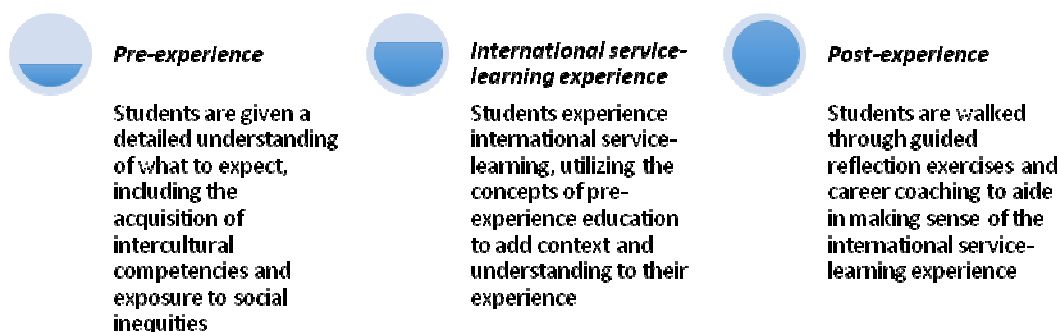 Pre-experience
Students are given a
detailed understanding
of what to expect,
including the
acquisition of
intercultural
competencies and
exposure to social
inequities
International service-
learning experience
Students experience
international service-
learning, utilizing the
concepts of pre-
experience education
to add context and
understanding to their
experience
Post-experience
Students are walked
through guided
reflection exercises and
career coaching to aide
in making sense of the
international service-
learning experience